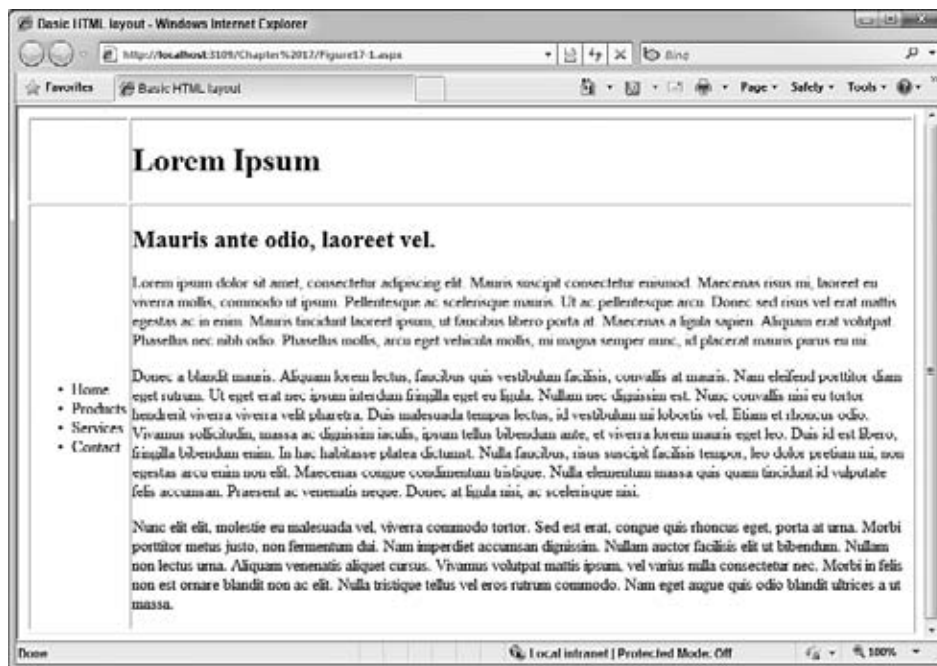 Basic HTML layout - Windows Internet Explorer
http://localhost:3109/Chapter%2017/Figure17-1.aspx
Bing
Favorites
Basic HTML layout
Page
Safety
Tools
Lorem Ipsum
Mauris ante odio, laoreet vel.
Lorem ipsum dolor sit amet, consectetur adipiscing elit. Mauris suscipit consectetur euismod. Maecenas risus mi, laoreet eu
viverra mollis, commodo ut ipsum. Pellentesque ac scelerisque mauris. Ut ac pellentesque arcu. Donec sed risus vel erat mattis
egestas ac in enim. Mauris tincidunt laoreet ipsum, ut faucibus libero porta at. Maecenas a ligula sapien. Aliquam erat volutpat.
Phasellus nec nibh odio. Phasellus mollis, arcu eget vehicula mollis, mi magna semper nunc, id placerat mauris purus eu mi.
• Home
• Products
• Services
• Contact
Donec a blandit mauris. Aliquam lorem lectus, faucibus quis vestibulum facilisis, convallis at mauris. Nam eleifend porttitor diam
eget rutrum. Ut eget erat nec ipsum interdum fringilla eget eu ligula. Nullam nec dignissim est. Nunc convallis nisi eu tortor
hendrerit viverra viverra velit pharetra. Duis malesuada tempus lectus, id vestibulum mi lobortis vel. Etiam et rhoncus odio.
Vivamus sollicitudin, massa ac dignissim iaculis, ipsum tellus bibendum ante, et viverra lorem mauris eget leo. Duis id est libero,
fringilla bibendum enim. In hac habitasse platea dictumst. Nulla faucibus, risus suscipit facilisis tempor, leo dolor pretium mi, non
egestas arcu enim non elit. Maecenas congue condimentum tristique. Nulla elementum massa quis quam tincidunt id vulputate
felis accumsan. Praesent ac venenatis neque. Donec at ligula nisi, ac scelerisque nisi.
Nunc elit elit, molestie eu malesuada vel, viverra commodo tortor. Sed est erat, congue quis rhoncus eget, porta at urna. Morbi
porttitor metus justo, non fermentum dui. Nam imperdiet accumsan dignissim. Nullam auctor facilisis elit ut bibendum. Nullam
non lectus urna. Aliquam venenatis aliquet cursus. Vivamus volutpat mattis ipsum, vel varius nulla consectetur nec. Morbi in felis
non est ornare blandit non ac elit. Nulla tristique tellus vel eros rutrum commodo. Nam eget augue quis odio blandit ultrices a ut
massa.
Done
Local intranet | Protected Mode: Off
100%